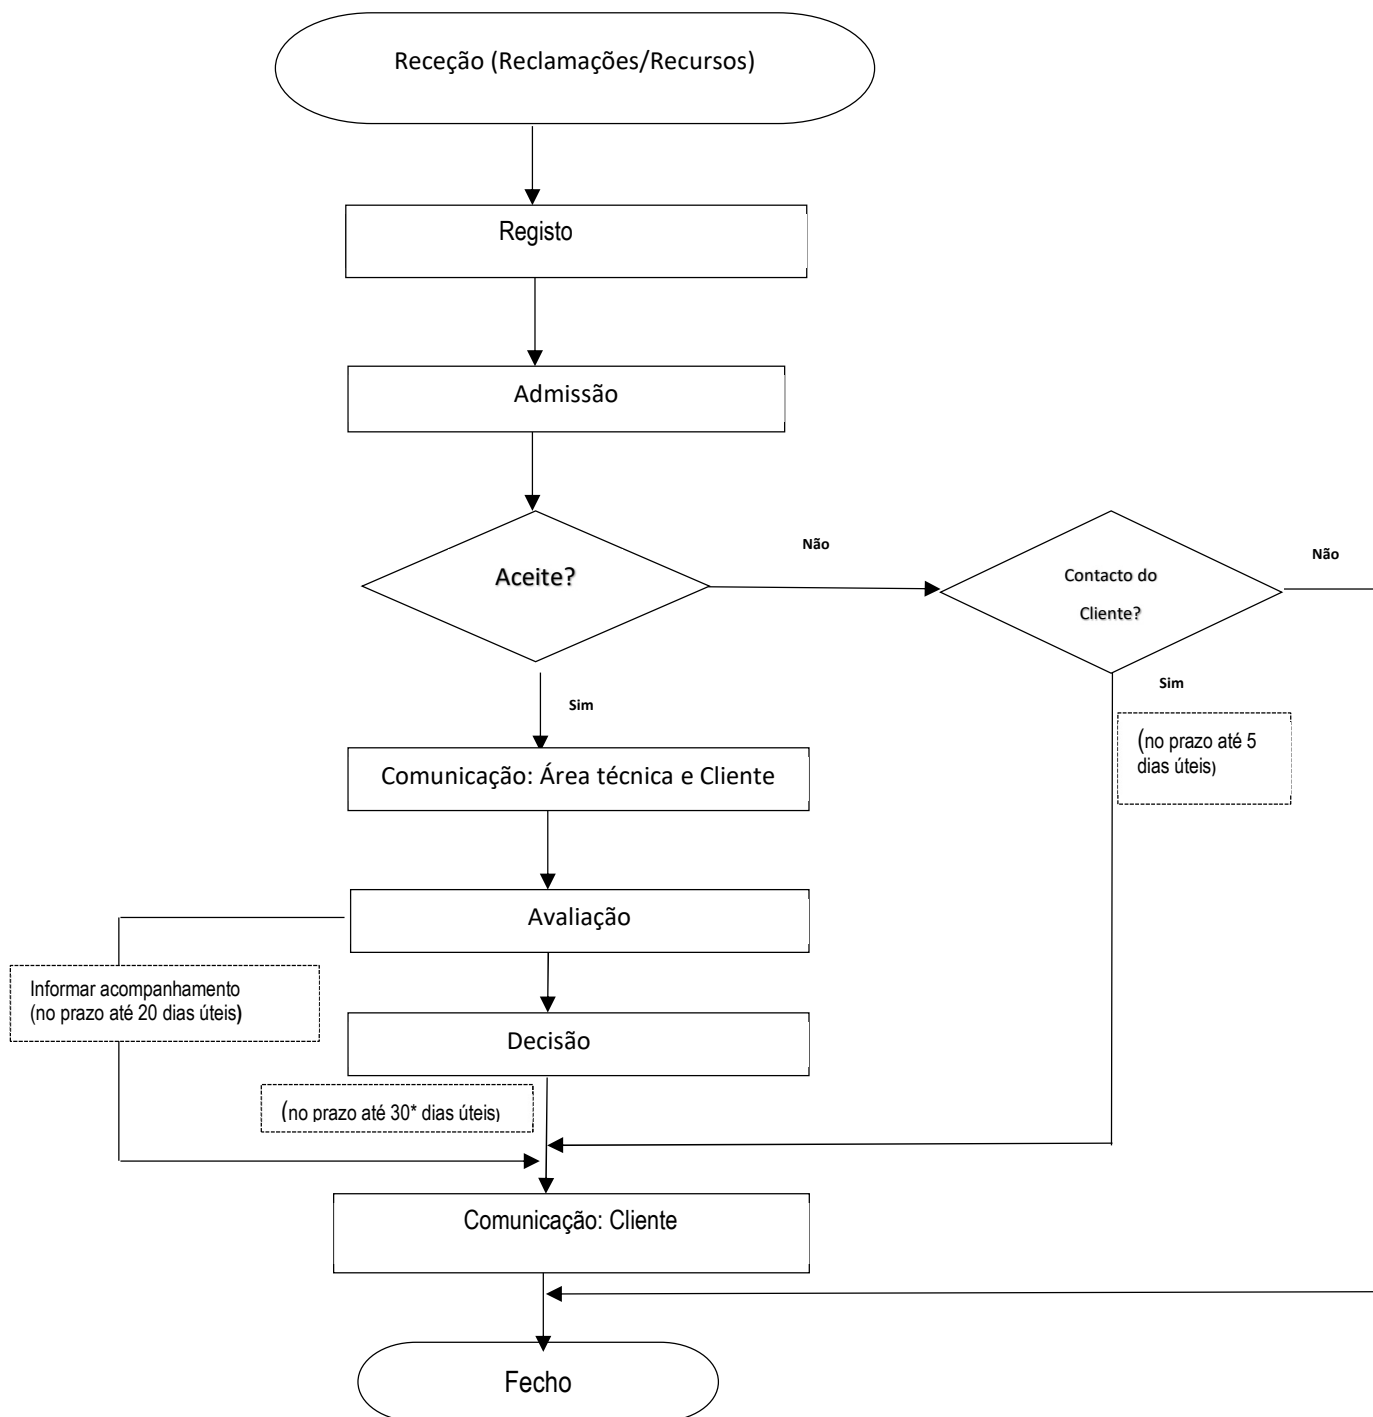 Receção (Reclamações/Recursos)
Registo
Admissão
Aceite?
Não
Contacto do
Cliente?
Não
Sim
Sim
(no prazo até 5
dias úteis)
Comunicação: Área técnica e Cliente
Avaliação
Informar acompanhamento
(no prazo até 20 dias úteis)
Decisão
(no prazo até 30* dias úteis)
Comunicação: Cliente
Fecho